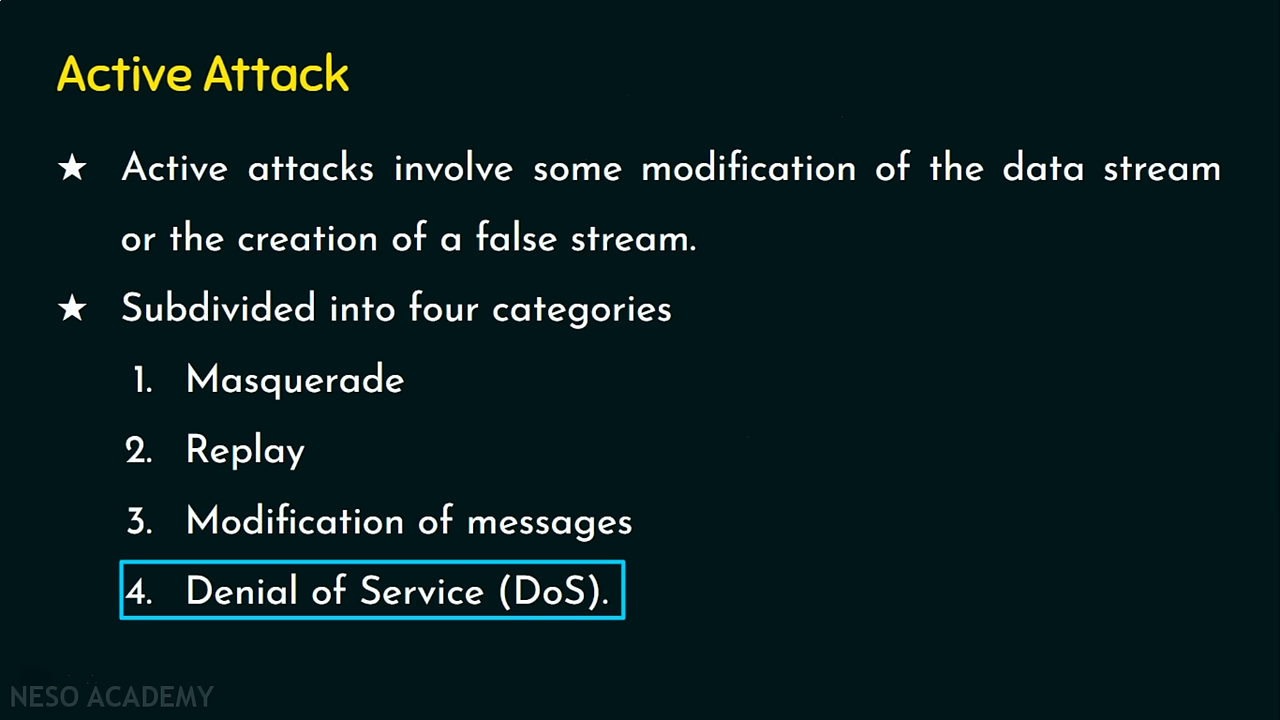 Active Attack
★ Active attacks involve some modification of the data stream
or the creation of a false stream.
★ Subdivided into four categories
1. Masquerade
2. Replay
3. Modification of messages
4. Denial of Service (DoS).
NESO ACADEMY